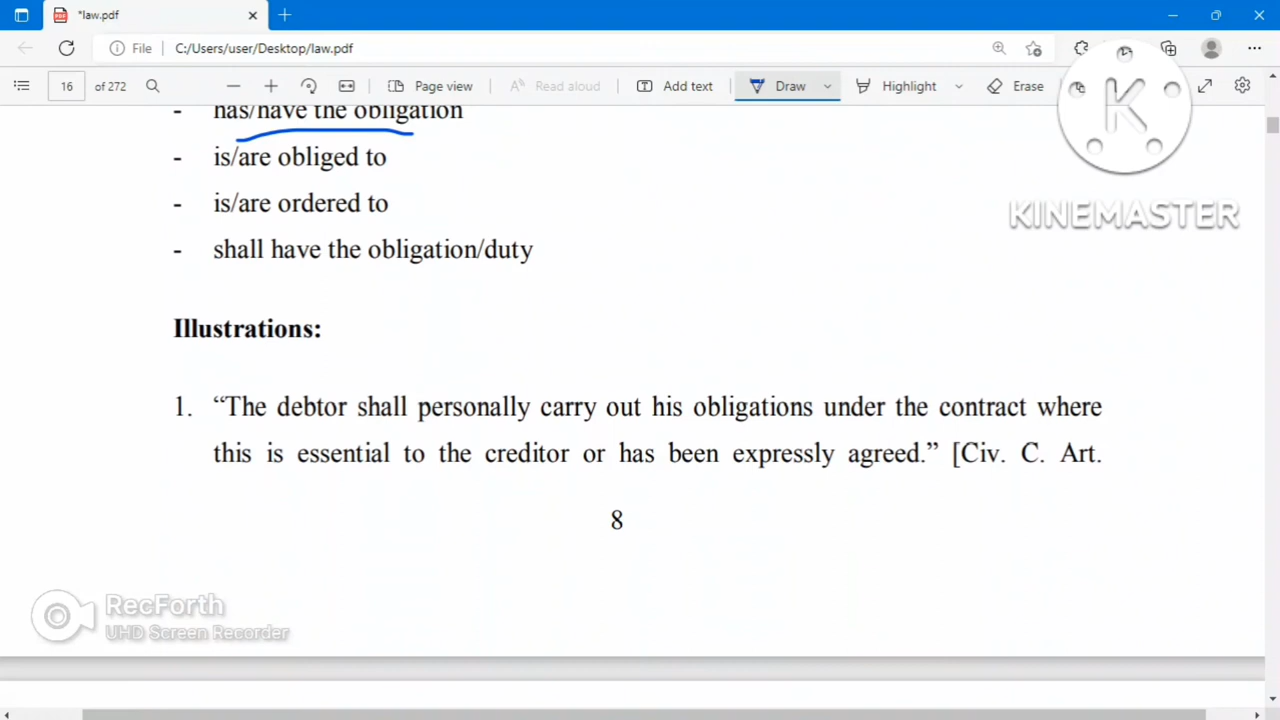 *law.pdf
File C:/Users/user/Desktop/law.pdf
16 of 272 Page view Read aloud Add text Draw Highlight Erase
- has/have the obligation
- is/are obliged to
- is/are ordered to
- shall have the obligation/duty
KINEMASTER
Illustrations:
1. “The debtor shall personally carry out his obligations under the contract where
this is essential to the creditor or has been expressly agreed.” [Civ. C. Art.
8
RecForth
UHD Screen Recorder